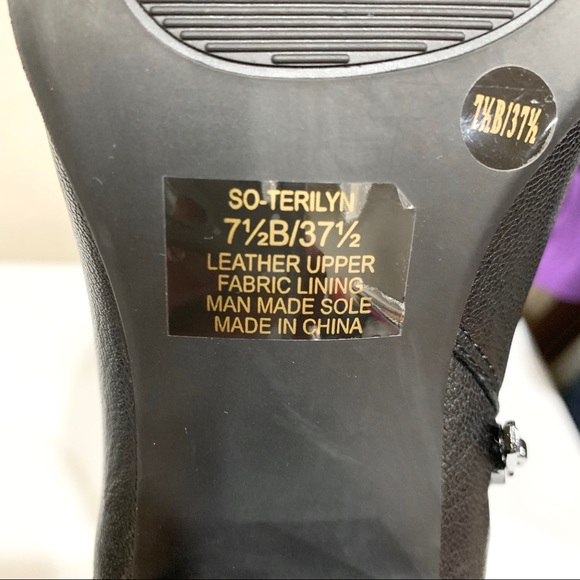 7½B/37½
SO-TERILYN
7½B/37½
LEATHER UPPER
FABRIC LINING
MAN MADE SOLE
MADE IN CHINA